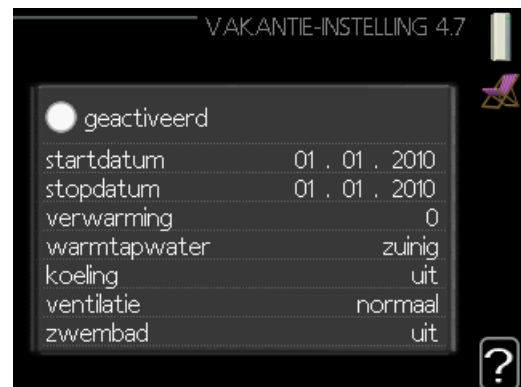 VAKANTIE-INSTELLING 4.7
geactiveerd
startdatum 01 . 01 . 2010
stopdatum 01 . 01 . 2010
verwarming 0
warmtapwater zuinig
koeling uit
ventilatie normaal
zwembad uit
?